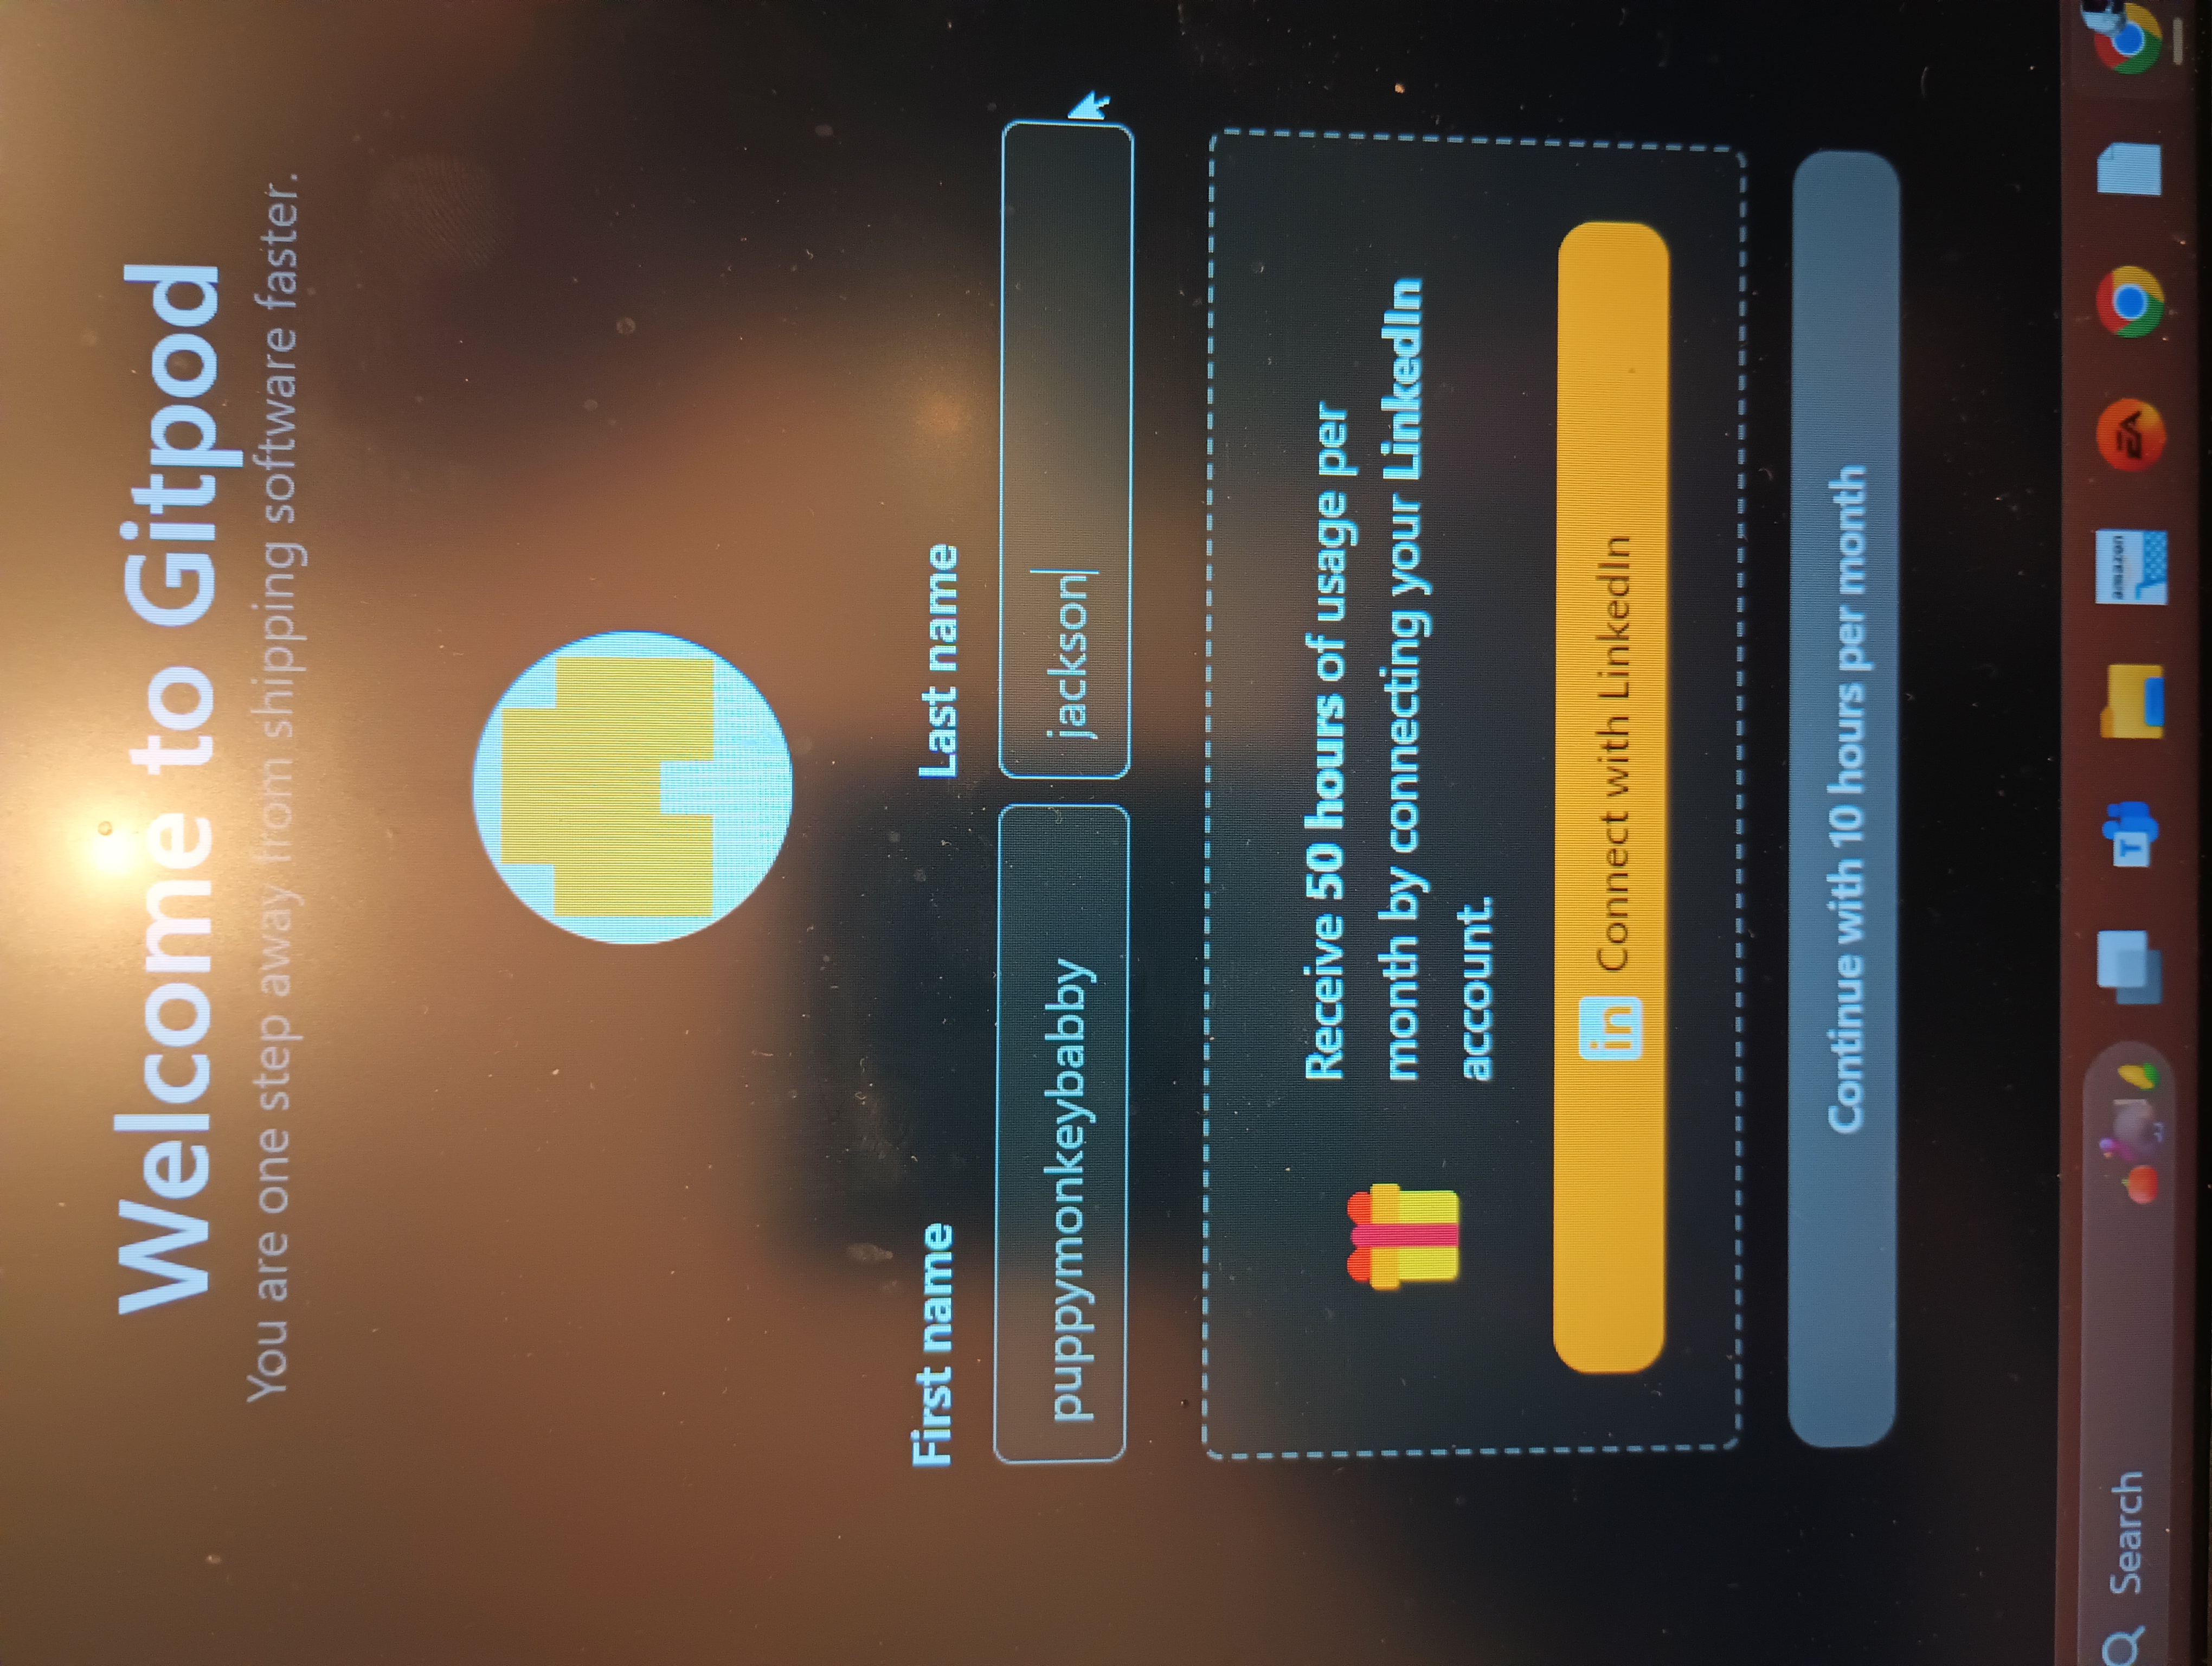 Welcome to Gitpod
You are one step away from shipping software faster.
First name
Last name
puppymonkeybabby
jackson
Receive 50 hours of usage per
month by connecting your LinkedIn
account.
in Connect with LinkedIn
Continue with 10 hours per month
Search
T
amazon
EA